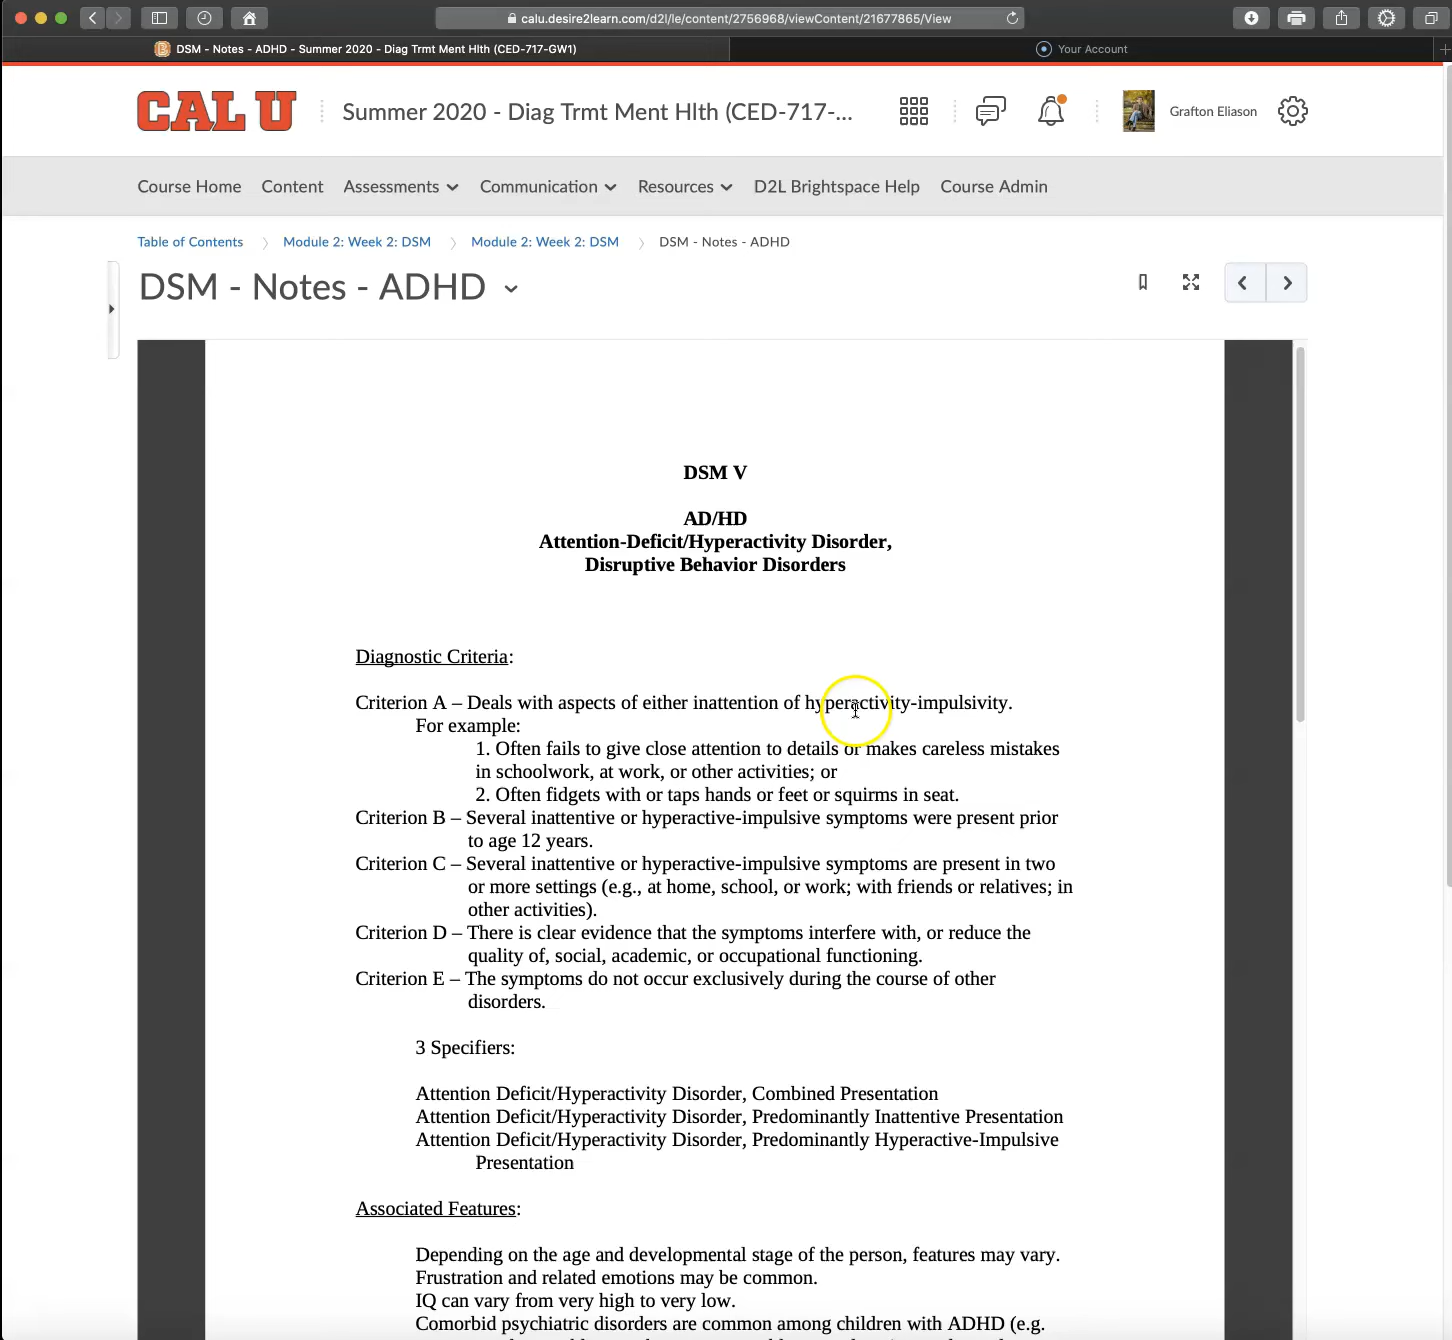 calu.desire2learn.com/d2l/le/content/2756968/viewContent/21677865/View
DSM - Notes - ADHD - Summer 2020 - Diag Trmt Ment Hlth (CED-717-GW1)
Your Account
CAL U
Summer 2020 - Diag Trmt Ment Hlth (CED-717-...
Grafton Eliason
Course Home Content Assessments Communication Resources D2L Brightspace Help Course Admin
Table of Contents Module 2: Week 2: DSM Module 2: Week 2: DSM DSM - Notes - ADHD
DSM - Notes - ADHD
DSM V
AD/HD
Attention-Deficit/Hyperactivity Disorder,
Disruptive Behavior Disorders
Diagnostic Criteria:
Criterion A – Deals with aspects of either inattention of hyperactivity-impulsivity.
For example:
1. Often fails to give close attention to details or makes careless mistakes
in schoolwork, at work, or other activities; or
2. Often fidgets with or taps hands or feet or squirms in seat.
Criterion B – Several inattentive or hyperactive-impulsive symptoms were present prior
to age 12 years.
Criterion C – Several inattentive or hyperactive-impulsive symptoms are present in two
or more settings (e.g., at home, school, or work; with friends or relatives; in
other activities).
Criterion D – There is clear evidence that the symptoms interfere with, or reduce the
quality of, social, academic, or occupational functioning.
Criterion E – The symptoms do not occur exclusively during the course of other
disorders.
3 Specifiers:
Attention Deficit/Hyperactivity Disorder, Combined Presentation
Attention Deficit/Hyperactivity Disorder, Predominantly Inattentive Presentation
Attention Deficit/Hyperactivity Disorder, Predominantly Hyperactive-Impulsive
Presentation
Associated Features:
Depending on the age and developmental stage of the person, features may vary.
Frustration and related emotions may be common.
IQ can vary from very high to very low.
Comorbid psychiatric disorders are common among children with ADHD (e.g.